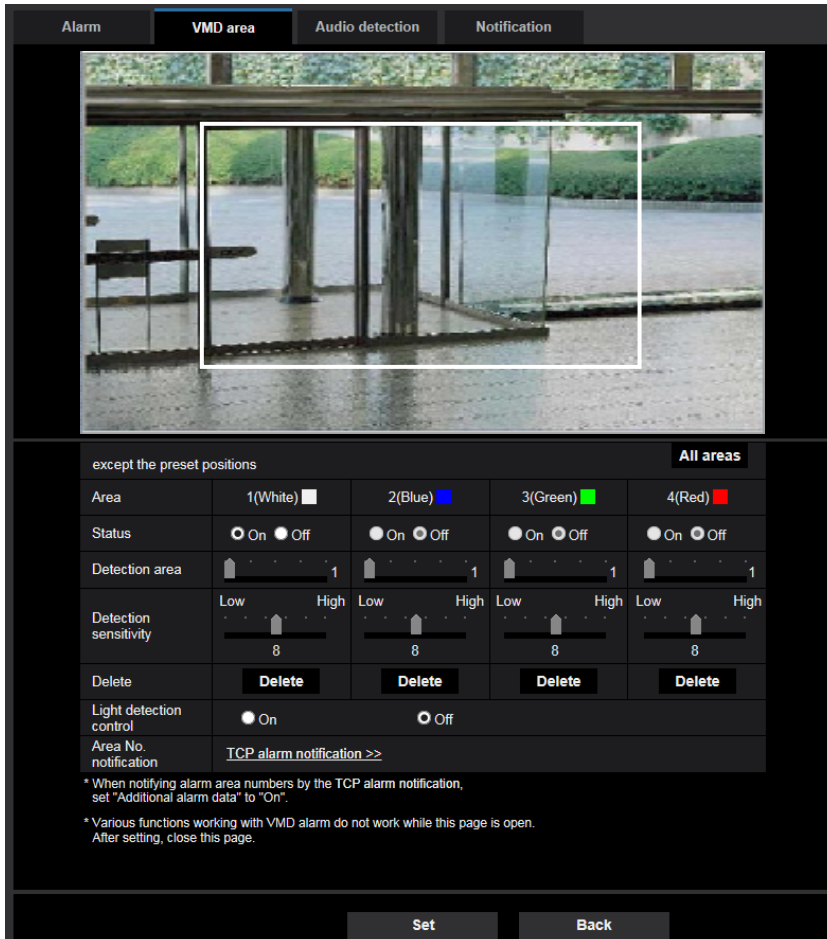 Alarm VMD area Audio detection Notification
except the preset positions All areas
Area 1(White) 2(Blue) 3(Green) 4(Red)
Status On Off On Off On Off On Off
Detection area 1 1 1 1
Low High Low High Low High Low High
Detection
sensitivity
8 8 8 8
Delete Delete Delete Delete Delete
Light detection
control On Off
Area No.
notification TCP alarm notification >>
* When notifying alarm area numbers by the TCP alarm notification,
set "Additional alarm data" to "On".
* Various functions working with VMD alarm do not work while this page is open.
After setting, close this page.
Set Back